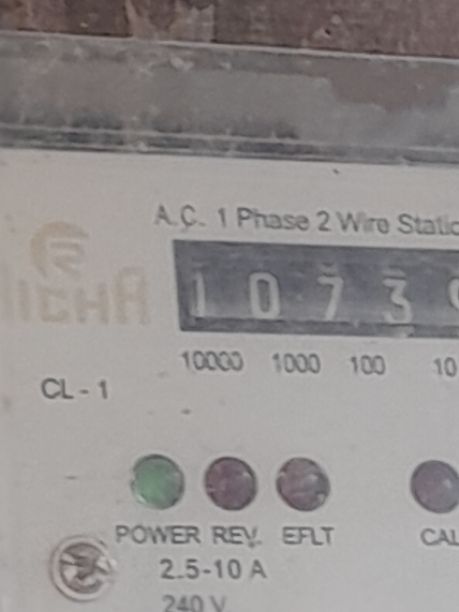 A.C. 1 Phase 2 Wire Static
1073
10000 1000 100 10
CL - 1
POWER REV. EFLT CAL
2.5-10 A
240 V